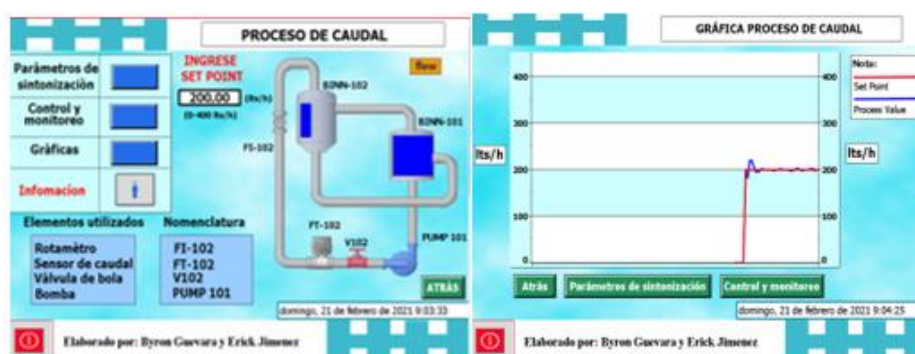 PROCESO DE CAUDAL
Parámetros de
sintonización
Control y
monitoreo
Gráficas
Infomacion
INGRESE
SET POINT
200.00 (lts/h)
(0-400 lts/h)
flow
BINN-102
BINN-101
FI-102
FT-102
V102
PUMP 101
Elementos utilizados
Rotamètro
Sensor de caudal
Válvula de bola
Bomba
Nomenclatura
FI-102
FT-102
V102
PUMP 101
ATRÁS
domingo, 21 de febrero de 2021 9:03:33
Elaborado por: Byron Guevara y Erick Jimenez
GRÁFICA PROCESO DE CAUDAL
400
300
200
100
0
lts/h
400
300
200
100
0
lts/h
Nota:
Set Point
Process Value
Atrás
Parámetros de sintonización
Control y monitoreo
domingo, 21 de febrero de 2021 9:04:25
Elaborado por: Byron Guevara y Erick Jimenez